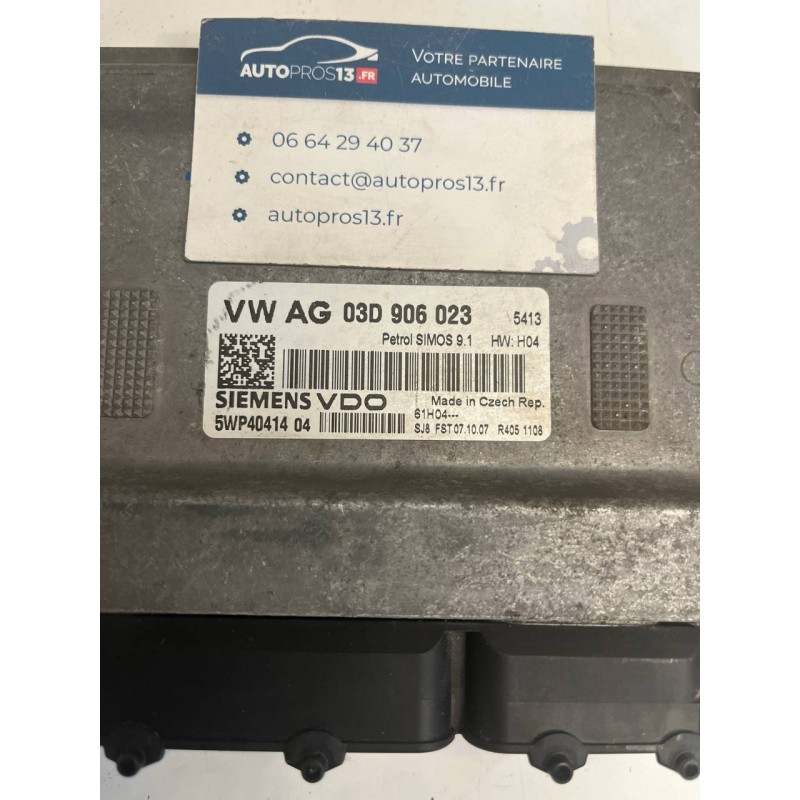 VOTRE PARTENAIRE
AUTOMOBILE
AUTOPROS13.FR
06 64 29 40 37
contact@autopros13.fr
autopros13.fr
VW AG 03D 906 023 5413
Petrol SIMOS 9.1 HW: H04
SIEMENS VDO Made in Czech Rep.
61H04---
5WP40414 04 SJ8 FST 07.10.07 R405 1108